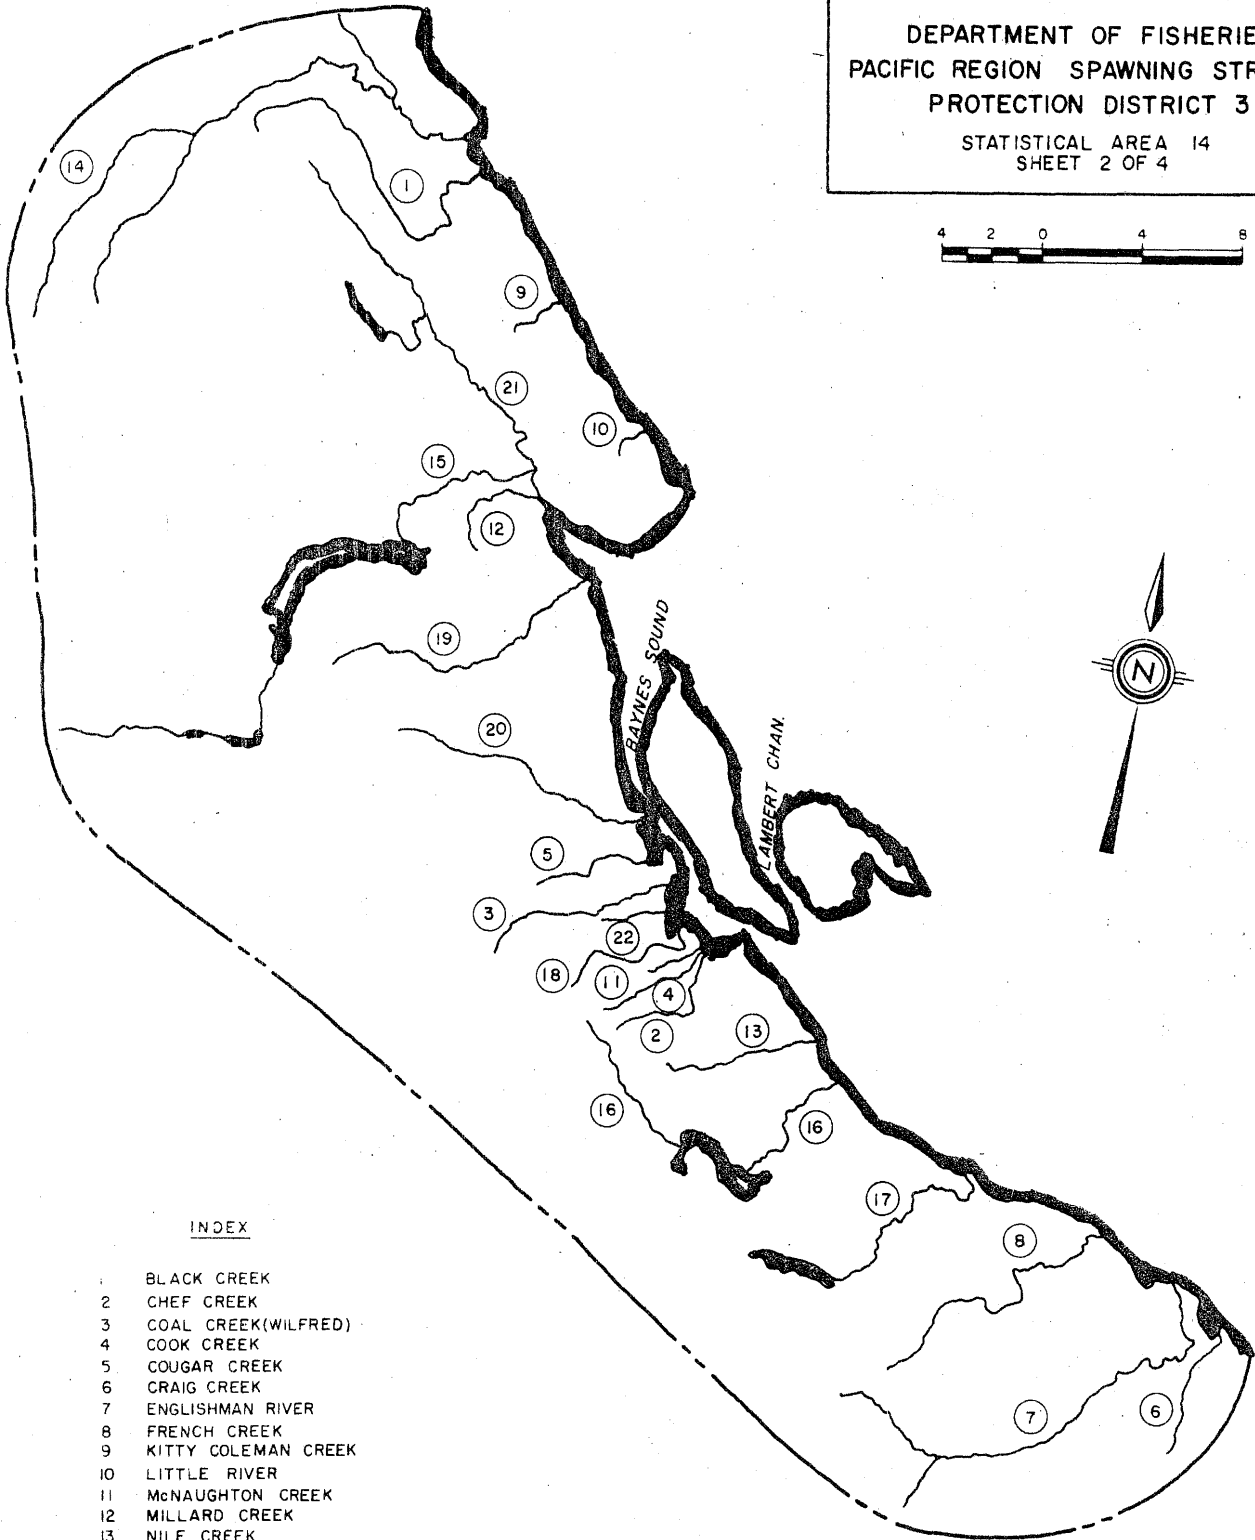 DEPARTMENT OF FISHERIE
PACIFIC REGION SPAWNING STR
PROTECTION DISTRICT 3
STATISTICAL AREA 14
SHEET 2 OF 4
4 2 0 4 8
14
1
9
21
10
15
12
19
BAYNES SOUND
N
20
LAMBERT CHAN.
5
3
22
18
11
4
2
13
16
16
17
8
7
6
INDEX
1 BLACK CREEK
2 CHEF CREEK
3 COAL CREEK(WILFRED)
4 COOK CREEK
5 COUGAR CREEK
6 CRAIG CREEK
7 ENGLISHMAN RIVER
8 FRENCH CREEK
9 KITTY COLEMAN CREEK
10 LITTLE RIVER
11 McNAUGHTON CREEK
12 MILLARD CREEK
13 NILE CREEK